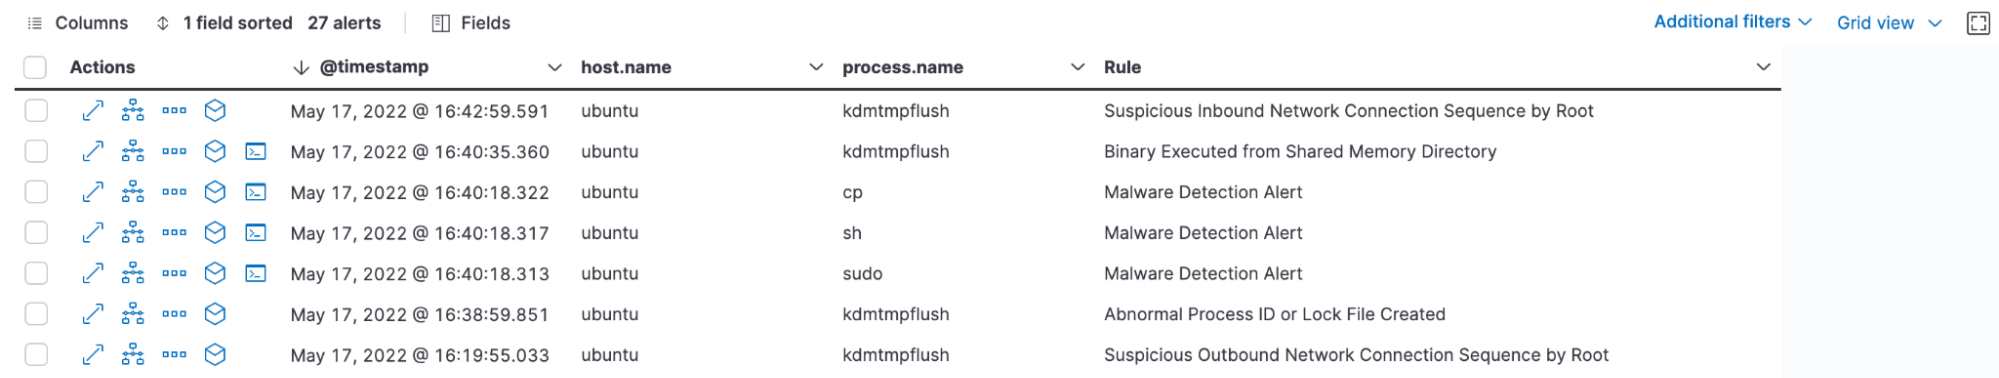 Columns 1 field sorted 27 alerts Fields Additional filters Grid view
Actions @timestamp host.name process.name Rule
May 17, 2022 @ 16:42:59.591 ubuntu kdmtmpflush Suspicious Inbound Network Connection Sequence by Root
May 17, 2022 @ 16:40:35.360 ubuntu kdmtmpflush Binary Executed from Shared Memory Directory
May 17, 2022 @ 16:40:18.322 ubuntu cp Malware Detection Alert
May 17, 2022 @ 16:40:18.317 ubuntu sh Malware Detection Alert
May 17, 2022 @ 16:40:18.313 ubuntu sudo Malware Detection Alert
May 17, 2022 @ 16:38:59.851 ubuntu kdmtmpflush Abnormal Process ID or Lock File Created
May 17, 2022 @ 16:19:55.033 ubuntu kdmtmpflush Suspicious Outbound Network Connection Sequence by Root